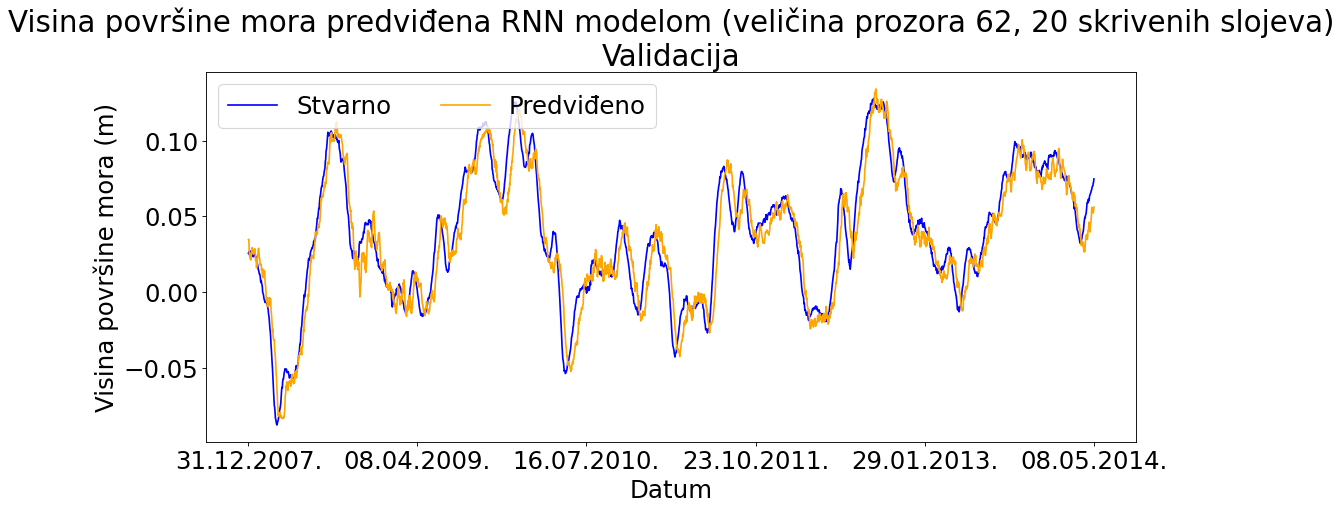 Visina površine mora predviđena RNN modelom (veličina prozora 62, 20 skrivenih slojeva)
Validacija
Stvarno Predviđeno
Visina površine mora (m)
0.10
0.05
0.00
−0.05
31.12.2007. 08.04.2009. 16.07.2010. 23.10.2011. 29.01.2013. 08.05.2014.
Datum